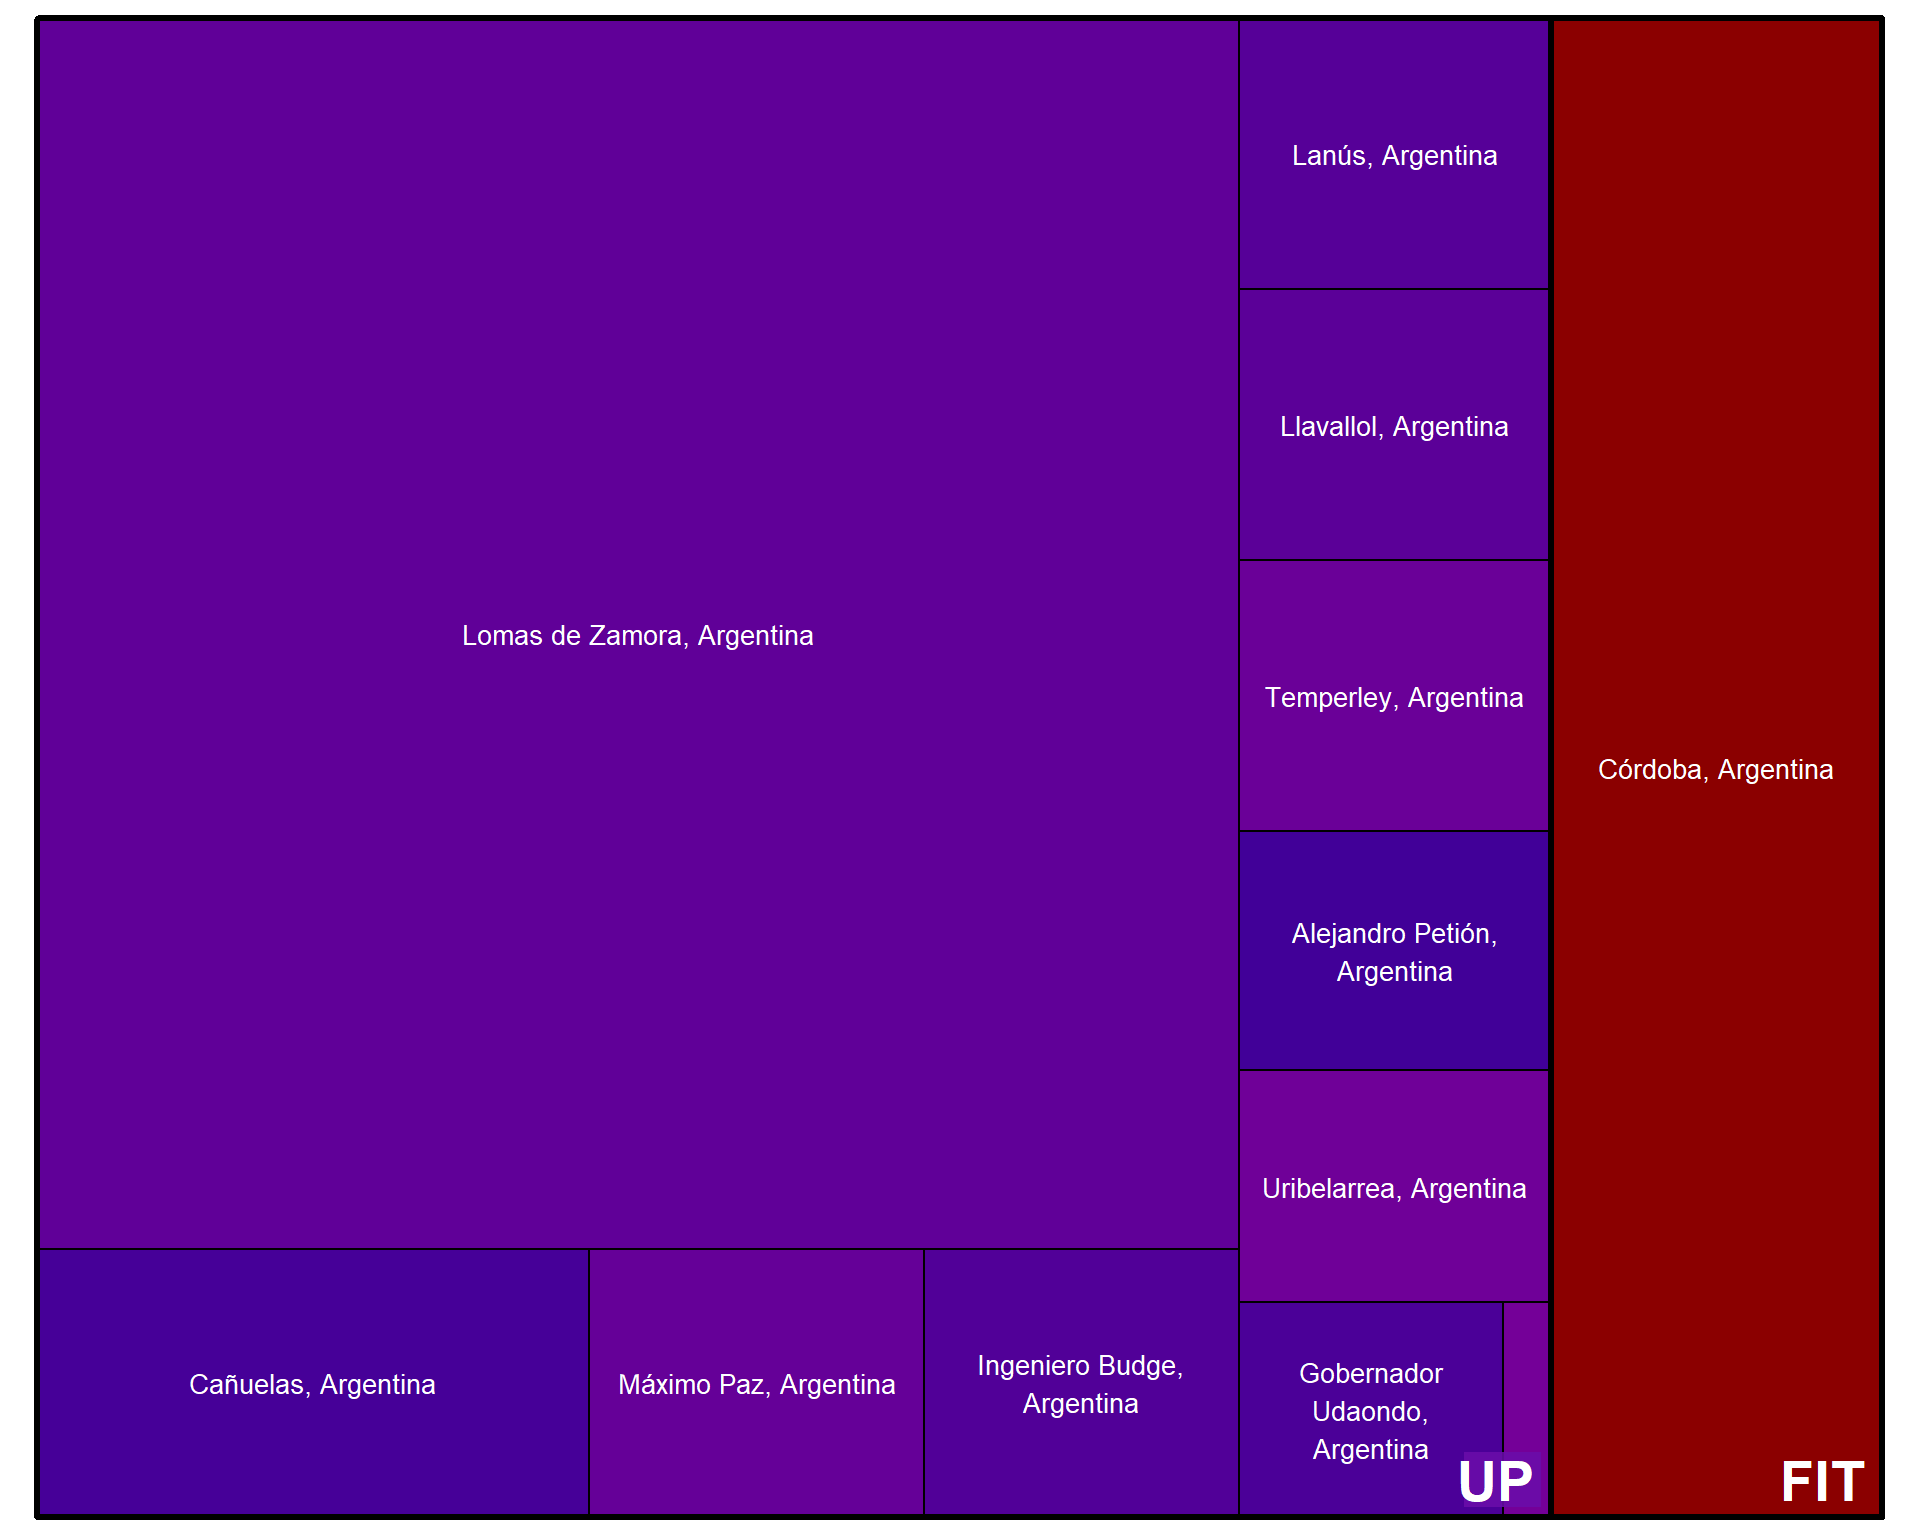 Lanús, Argentina
Llavallol, Argentina
Lomas de Zamora, Argentina
Temperley, Argentina
Córdoba, Argentina
Alejandro Petión,
Argentina
Uribelarrea, Argentina
Cañuelas, Argentina
Máximo Paz, Argentina
Ingeniero Budge,
Argentina
Gobernador
Udaondo,
Argentina
UP
FIT